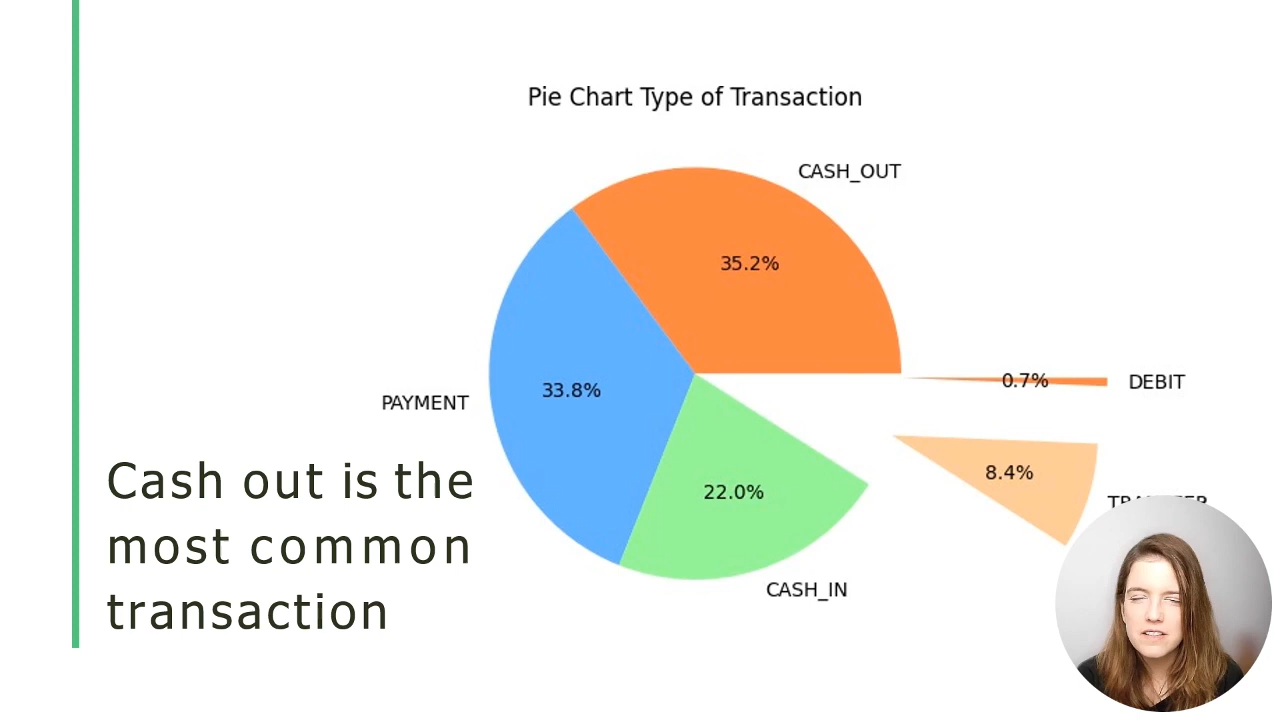 Pie Chart Type of Transaction
CASH_OUT
35.2%
PAYMENT
33.8%
0.7%
DEBIT
8.4%
22.0%
CASH_IN
Cash out is the
most common
transaction